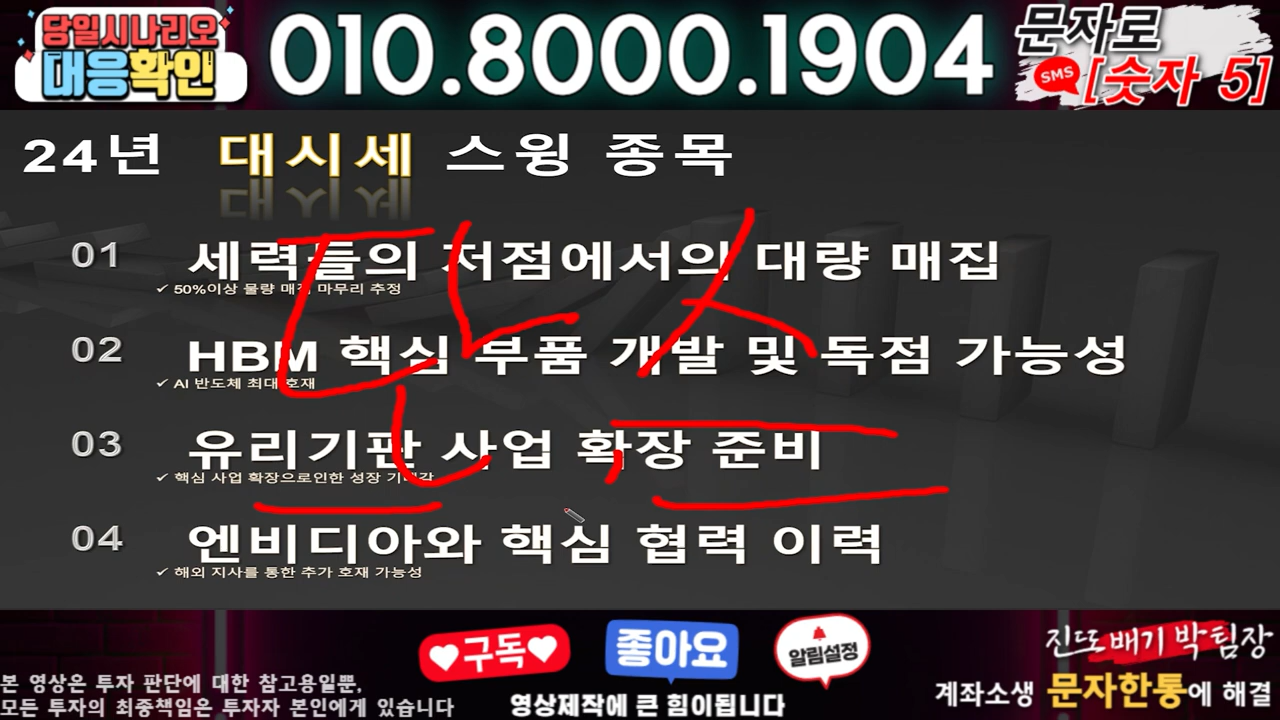 당일시나리오
대응확인
010.8000.1904
문자로
SMS [숫자 5]
24년 대시세 스윙 종목
01 세력들의 저점에서의 대량 매집
✓ 50%이상 물량 매집 마무리 추정
02 HBM 핵심 부품 개발 및 독점 가능성
✓ AI 반도체 최대 호재
03 유리기판 사업 확장 준비
✓ 핵심 사업 확장으로인한 성장 기대감
04 엔비디아와 핵심 협력 이력
✓ 해외 지사를 통한 추가 호재 가능성
구독
좋아요
알림설정
영상제작에 큰 힘이됩니다
본 영상은 투자 판단에 대한 참고용일뿐,
모든 투자의 최종책임은 투자자 본인에게 있습니다
진또배기 박팀장
계좌소생 문자한통에 해결